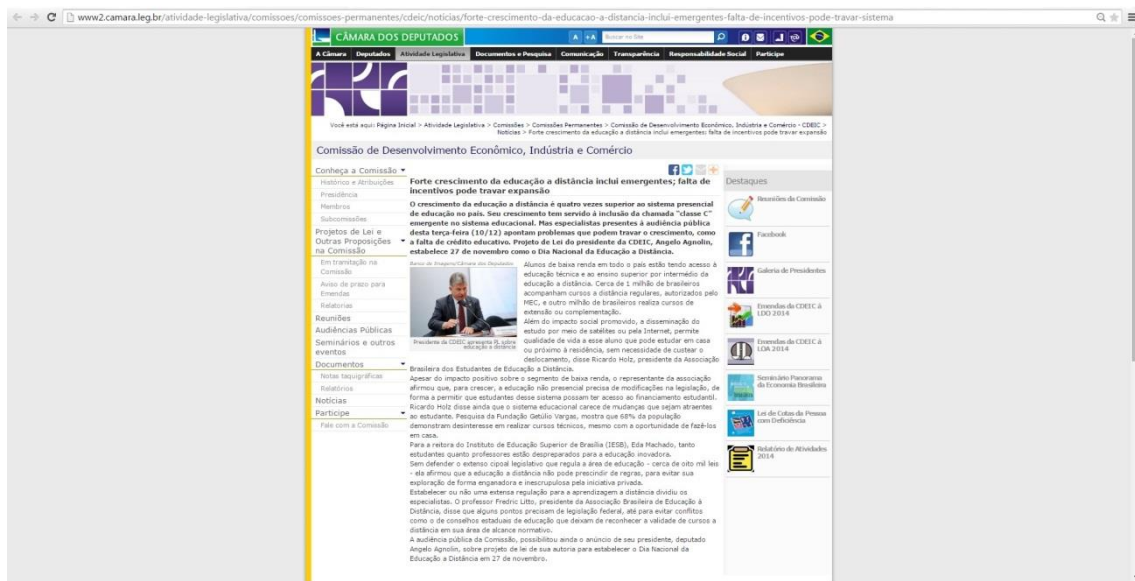 www2.camara.leg.br/atividade-legislativa/comissoes/comissoes-permanentes/cdeic/noticias/forte-crescimento-da-educacao-a-distancia-inclui-emergentes-falta-de-incentivos-pode-travar-sistema
CÂMARA DOS DEPUTADOS
A +A Buscar no Site
A Câmara Deputados Atividade Legislativa Documentos e Pesquisa Comunicação Transparência Responsabilidade Social Participe
Você está aqui: Página Inicial > Atividade Legislativa > Comissões > Comissões Permanentes > Comissão de Desenvolvimento Econômico, Indústria e Comércio - CDEIC >
Notícias > Forte crescimento da educação a distância inclui emergentes; falta de incentivos pode travar expansão
Comissão de Desenvolvimento Econômico, Indústria e Comércio
Conheça a Comissão
Histórico e Atribuições
Presidência
Membros
Subcomissões
Projetos de Lei e
Outras Proposições
na Comissão
Em tramitação na
Comissão
Aviso de prazo para
Emendas
Relatorias
Reuniões
Audiências Públicas
Seminários e outros
eventos
Documentos
Notas taquigráficas
Relatórios
Notícias
Participe
Fale com a Comissão
Forte crescimento da educação a distância inclui emergentes; falta de
incentivos pode travar expansão
O crescimento da educação a distância é quatro vezes superior ao sistema presencial
de educação no país. Seu crescimento tem servido à inclusão da chamada "classe C"
emergente no sistema educacional. Mas especialistas presentes à audiência pública
desta terça-feira (10/12) apontam problemas que podem travar o crescimento, como
a falta de crédito educativo. Projeto de Lei do presidente da CDEIC, Angelo Agnolin,
estabelece 27 de novembro como o Dia Nacional da Educação a Distância.
Banco de Imagens/Câmara dos Deputados
Presidente da CDEIC apresenta PL sobre
educação a distância
Alunos de baixa renda em todo o país estão tendo acesso à
educação técnica e ao ensino superior por intermédio da
educação a distância. Cerca de 1 milhão de brasileiros
acompanham cursos a distância regulares, autorizados pelo
MEC, e outro milhão de brasileiros realiza cursos de
extensão ou complementação.
Além do impacto social promovido, a disseminação do
estudo por meio de satélites ou pela Internet, permite
qualidade de vida a esse aluno que pode estudar em casa
ou próximo à residência, sem necessidade de custear o
deslocamento, disse Ricardo Holz, presidente da Associação
Brasileira dos Estudantes de Educação a Distância.
Apesar do impacto positivo sobre o segmento de baixa renda, o representante da associação
afirmou que, para crescer, a educação não presencial precisa de modificações na legislação, de
forma a permitir que estudantes desse sistema possam ter acesso ao financiamento estudantil.
Ricardo Holz disse ainda que o sistema educacional carece de mudanças que sejam atraentes
ao estudante. Pesquisa da Fundação Getúlio Vargas, mostra que 68% da população
demonstram desinteresse em realizar cursos técnicos, mesmo com a oportunidade de fazê-los
em casa.
Para a reitora do Instituto de Educação Superior de Brasília (IESB), Eda Machado, tanto
estudantes quanto professores estão despreparados para a educação inovadora.
Sem defender o extenso cipoal legislativo que regula a área de educação - cerca de oito mil leis
- ela afirmou que a educação a distância não pode prescindir de regras, para evitar sua
exploração de forma enganadora e inescrupulosa pela iniciativa privada.
Estabelecer ou não uma extensa regulação para a aprendizagem a distância dividiu os
especialistas. O professor Fredric Litto, presidente da Associação Brasileira de Educação à
Distância, disse que alguns pontos precisam de legislação federal, até para evitar conflitos
como o de conselhos estaduais de educação que deixam de reconhecer a validade de cursos a
distância em sua área de alcance normativo.
A audiência pública da Comissão, possibilitou ainda o anúncio de seu presidente, deputado
Angelo Agnolin, sobre projeto de lei de sua autoria para estabelecer o Dia Nacional da
Educação a Distância em 27 de novembro.
Destaques
Reuniões da Comissão
Facebook
Galeria de Presidentes
Emendas da CDEIC à
LDO 2014
Emendas da CDEIC à
LOA 2014
Seminário Panorama
da Economia Brasileira
Lei de Cotas da Pessoa
com Deficiência
Relatório de Atividades
2014